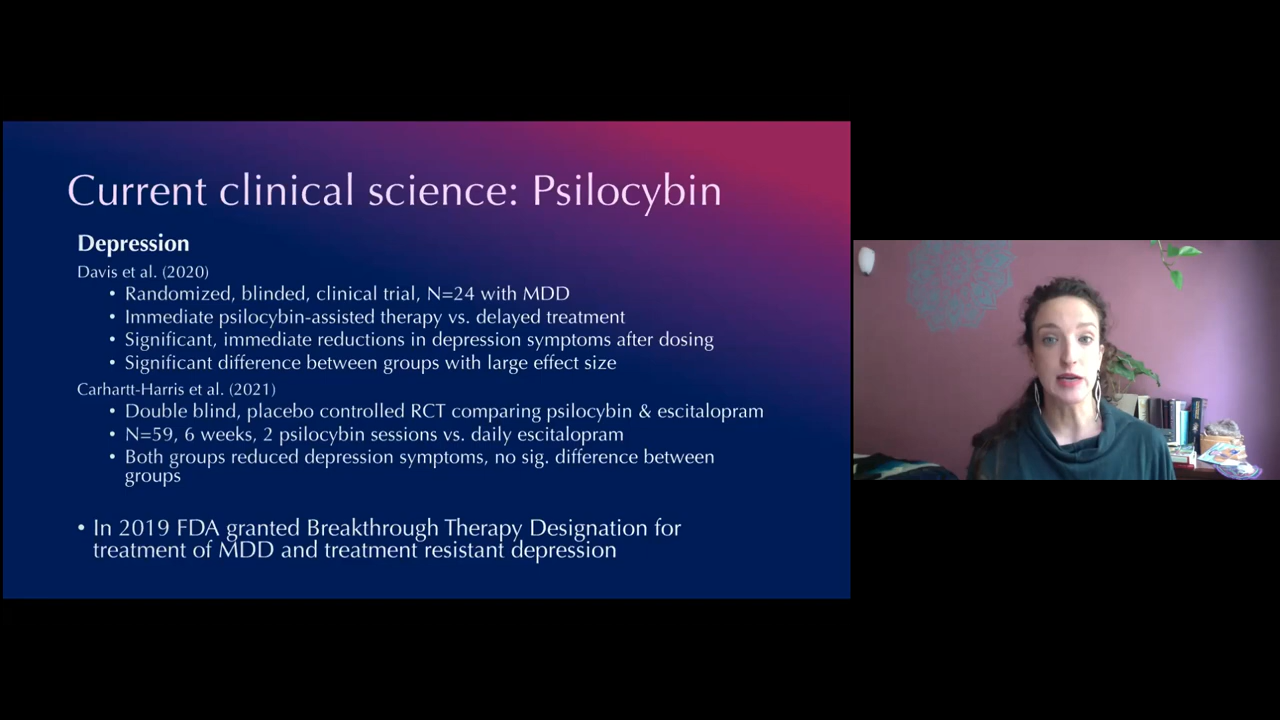 Current clinical science: Psilocybin
Depression
Davis et al. (2020)
• Randomized, blinded, clinical trial, N=24 with MDD
• Immediate psilocybin-assisted therapy vs. delayed treatment
• Significant, immediate reductions in depression symptoms after dosing
• Significant difference between groups with large effect size
Carhartt-Harris et al. (2021)
• Double blind, placebo controlled RCT comparing psilocybin & escitalopram
• N=59, 6 weeks, 2 psilocybin sessions vs. daily escitalopram
• Both groups reduced depression symptoms, no sig. difference between
groups
• In 2019 FDA granted Breakthrough Therapy Designation for
treatment of MDD and treatment resistant depression